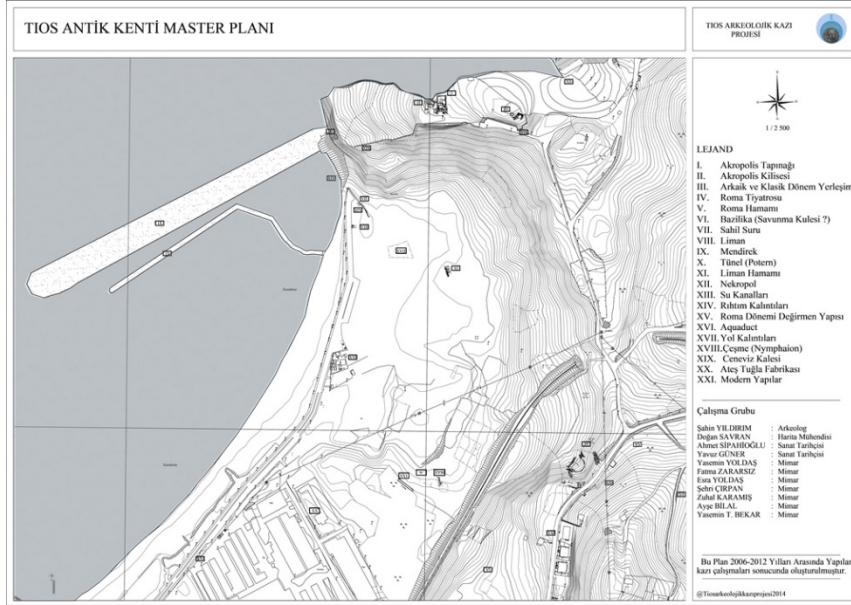 TIOS ANTİK KENTİ MASTER PLANI
TIOS ARKEOLOJİK KAZI
PROJESİ
1 / 2 500
LEJAND
I. Akropolis Tapınağı
II. Akropolis Kilisesi
III. Arkaik ve Klasik Dönem Yerleşim
IV. Roma Tiyatrosu
V. Roma Hamamı
VI. Bazilika (Savunma Kulesi ?)
VII. Sahil Suru
VIII. Liman
IX. Mendirek
X. Tünel (Potern)
XI. Liman Hamamı
XII. Nekropol
XIII. Su Kanalları
XIV. Rıhtım Kalıntıları
XV. Roma Dönemi Değirmen Yapısı
XVI. Aquaduct
XVII. Yol Kalıntıları
XVIII. Çeşme (Nymphaion)
XIX. Ceneviz Kalesi
XX. Ateş Tuğla Fabrikası
XXI. Modern Yapılar
Çalışma Grubu
Şahin YILDIRIM : Arkeolog
Doğan SAVRAN : Harita Mühendisi
Ahmet SİPAHİOĞLU : Sanat Tarihçisi
Yavuz GÜNER : Sanat Tarihçisi
Yasemin YOLDAŞ : Mimar
Fatma ZARARSIZ : Mimar
Esra YOLDAŞ : Mimar
Şehri ÇIRPAN : Mimar
Zuhal KARAMIŞ : Mimar
Ayşe BİLAL : Mimar
Yasemin T. BEKAR : Mimar
Bu Plan 2006-2012 Yılları Arasında Yapılan
kazı çalışmaları sonucunda oluşturulmuştur.
@Tiosarkeolojikkazıprojesi2014